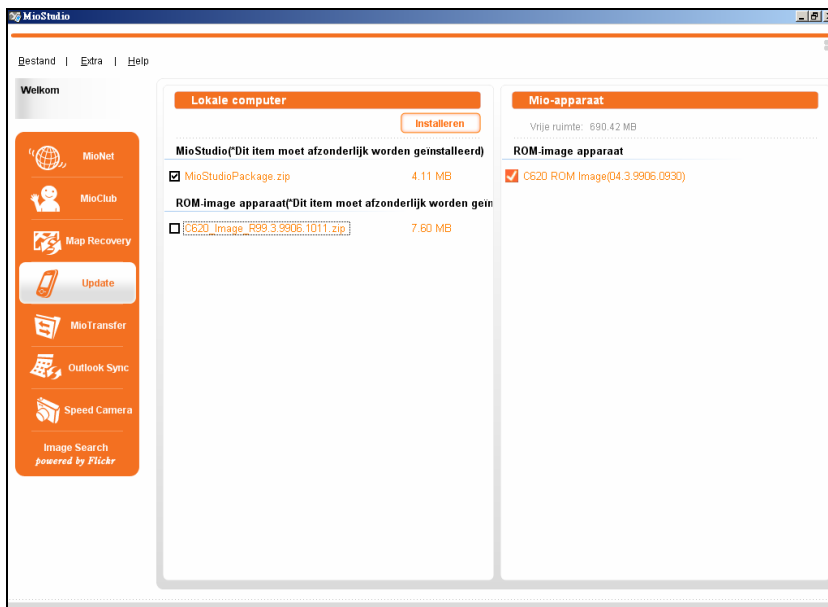 MioStudio
Bestand | Extra | Help
Welkom
MioNet
MioClub
Map Recovery
Update
MioTransfer
Outlook Sync
Speed Camera
Image Search
powered by Flickr
Lokale computer
Installeren
MioStudio(*Dit item moet afzonderlijk worden geïnstalleerd)
MioStudioPackage.zip 4.11 MB
ROM-image apparaat(*Dit item moet afzonderlijk worden geïn
C620_Image_R99.3.9906.1011.zip 7.60 MB
Mio-apparaat
Vrije ruimte: 690.42 MB
ROM-image apparaat
C620 ROM Image(04.3.9906.0930)